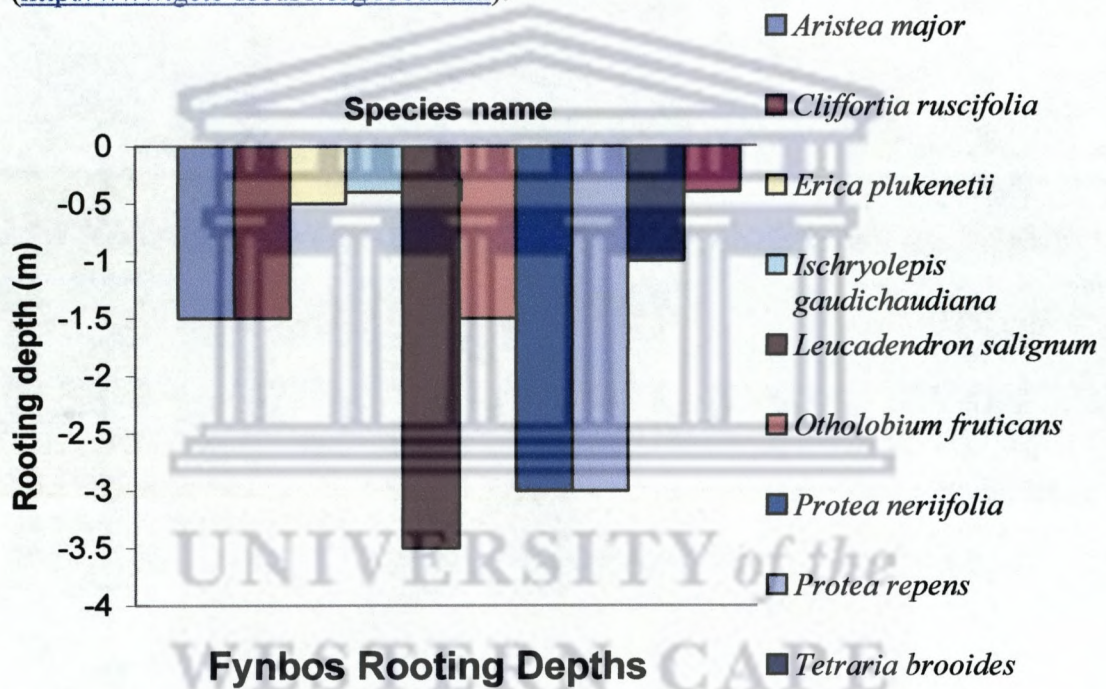 Species name
0
-0.5
-1
-1.5
-2
-2.5
-3
-3.5
-4
Rooting depth (m)
Fynbos Rooting Depths
Aristea major
Cliffortia ruscifolia
Erica plukenetii
Ischryolepis
gaudichaudiana
Leucadendron salignum
Otholobium fruticans
Protea neriifolia
Protea repens
Tetraria brooides
UNIVERSITY of the
WESTERN CAPE